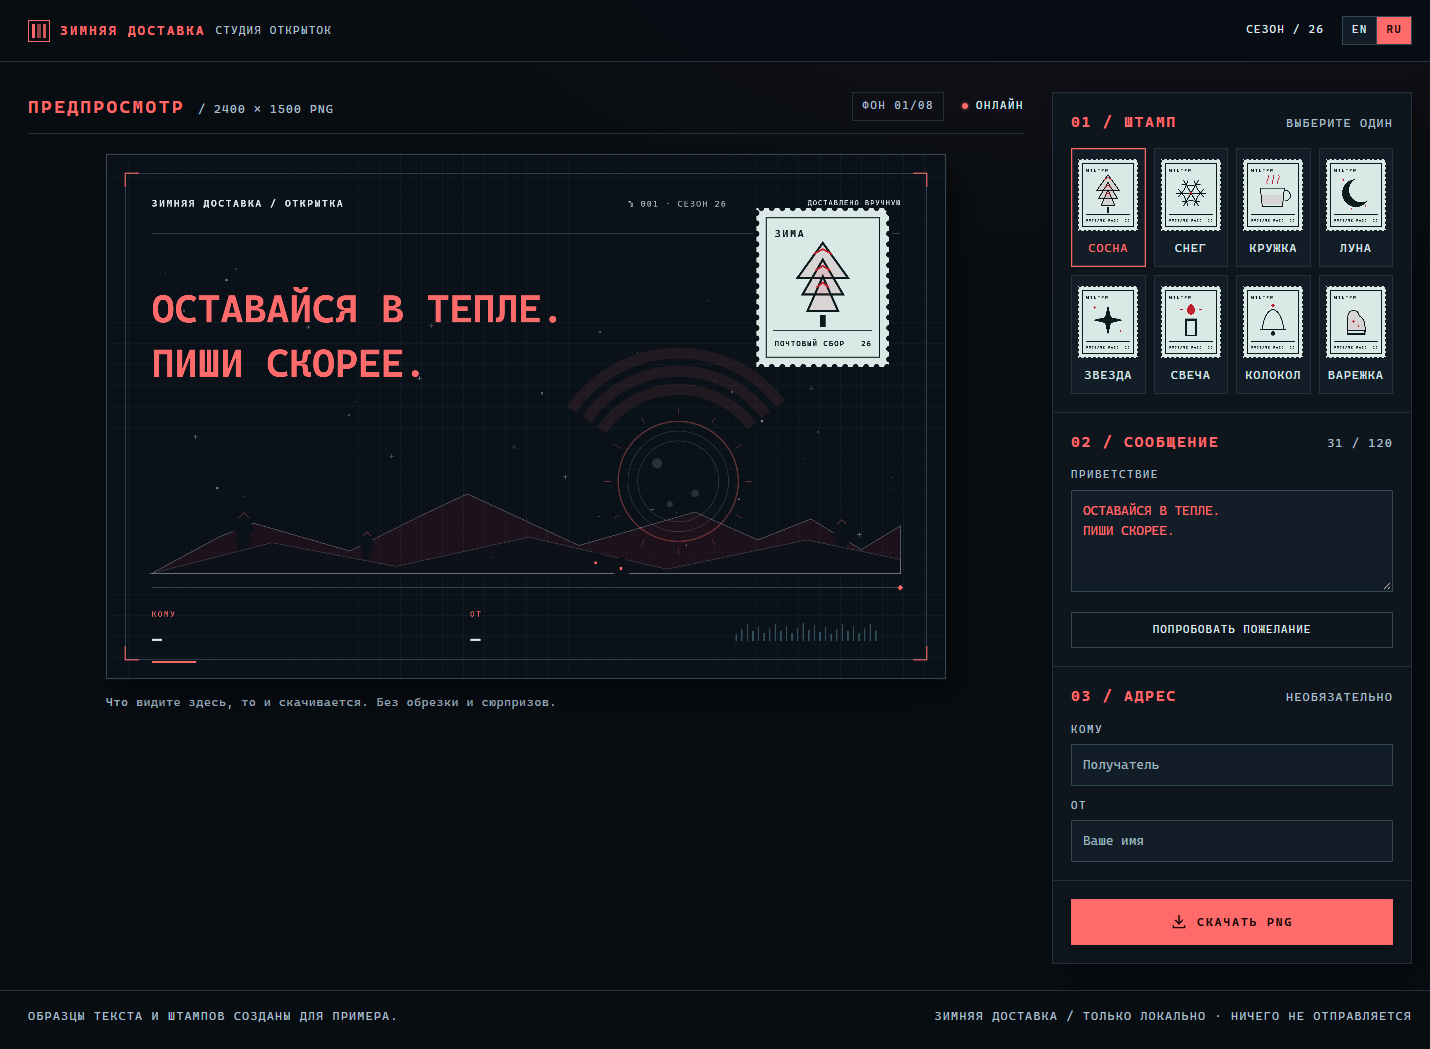 ЗИМНЯЯ ДОСТАВКА СТУДИЯ ОТКРЫТОК
СЕЗОН / 26 EN RU
ПРЕДПРОСМОТР / 2400 × 1500 PNG
ФОН 01/08 ОНЛАЙН
ЗИМНЯЯ ДОСТАВКА / ОТКРЫТКА
001 · СЕЗОН 26
ДОСТАВЛЕНО ВРУЧНУЮ
ЗИМА
ПОЧТОВЫЙ СБОР 26
ОСТАВАЙСЯ В ТЕПЛЕ.
ПИШИ СКОРЕЕ.
КОМУ
—
ОТ
—
Что видите здесь, то и скачивается. Без обрезки и сюрпризов.
01 / ШТАМП ВЫБЕРИТЕ ОДИН
СОСНА СНЕГ КРУЖКА ЛУНА
ЗВЕЗДА СВЕЧА КОЛОКОЛ ВАРЕЖКА
02 / СООБЩЕНИЕ 31 / 120
ПРИВЕТСТВИЕ
ОСТАВАЙСЯ В ТЕПЛЕ.
ПИШИ СКОРЕЕ.
ПОПРОБОВАТЬ ПОЖЕЛАНИЕ
03 / АДРЕС НЕОБЯЗАТЕЛЬНО
КОМУ
Получатель
ОТ
Ваше имя
СКАЧАТЬ PNG
ОБРАЗЦЫ ТЕКСТА И ШТАМПОВ СОЗДАНЫ ДЛЯ ПРИМЕРА.
ЗИМНЯЯ ДОСТАВКА / ТОЛЬКО ЛОКАЛЬНО · НИЧЕГО НЕ ОТПРАВЛЯЕТСЯ